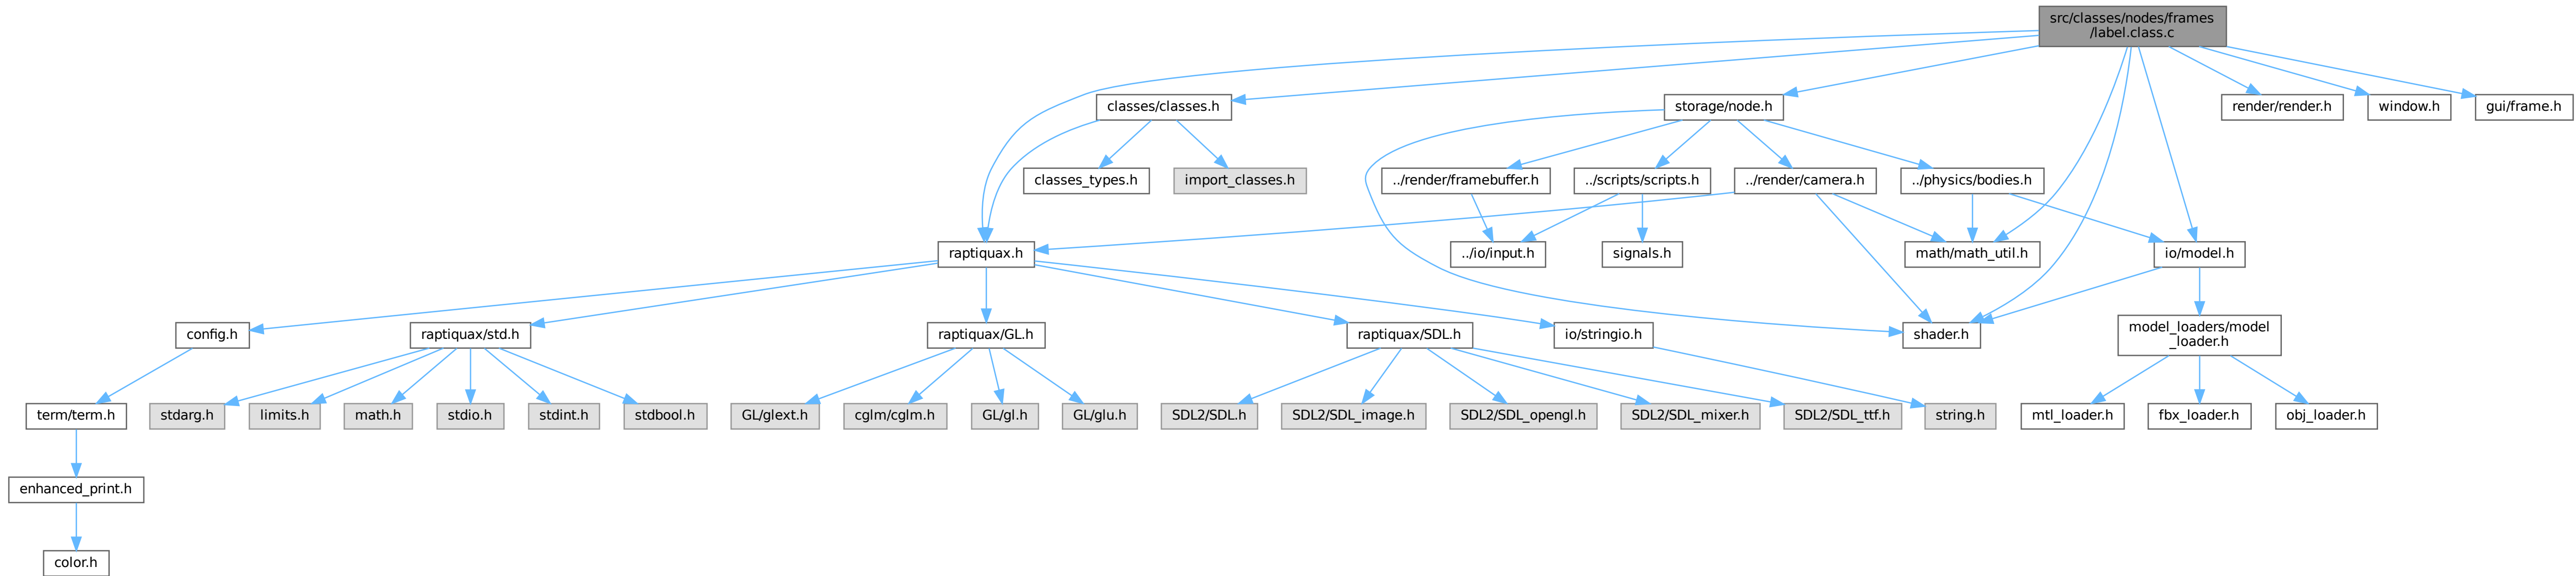 src/classes/nodes/frames
/label.class.c
classes/classes.h
storage/node.h
render/render.h
window.h
gui/frame.h
classes_types.h
import_classes.h
../render/framebuffer.h
../scripts/scripts.h
../render/camera.h
../physics/bodies.h
raptiquax.h
../io/input.h
signals.h
math/math_util.h
io/model.h
config.h
raptiquax/std.h
raptiquax/GL.h
raptiquax/SDL.h
io/stringio.h
shader.h
model_loaders/model
_loader.h
term/term.h
stdarg.h
limits.h
math.h
stdio.h
stdint.h
stdbool.h
GL/glext.h
cglm/cglm.h
GL/gl.h
GL/glu.h
SDL2/SDL.h
SDL2/SDL_image.h
SDL2/SDL_opengl.h
SDL2/SDL_mixer.h
SDL2/SDL_ttf.h
string.h
mtl_loader.h
fbx_loader.h
obj_loader.h
enhanced_print.h
color.h